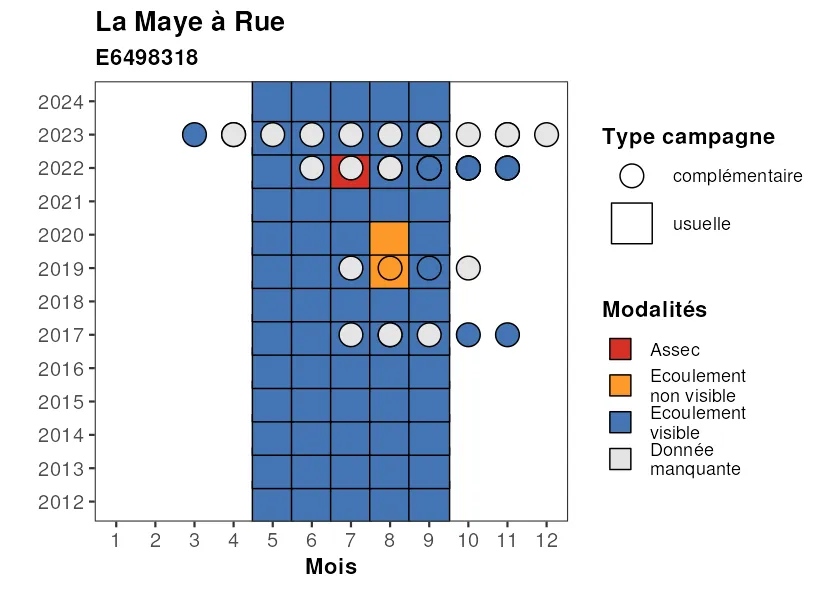 La Maye à Rue
E6498318
2024
2023
2022
2021
2020
2019
2018
2017
2016
2015
2014
2013
2012
1 2 3 4 5 6 7 8 9 10 11 12
Mois
Type campagne
complémentaire
usuelle
Modalités
Assec
Ecoulement
non visible
Ecoulement
visible
Donnée
manquante